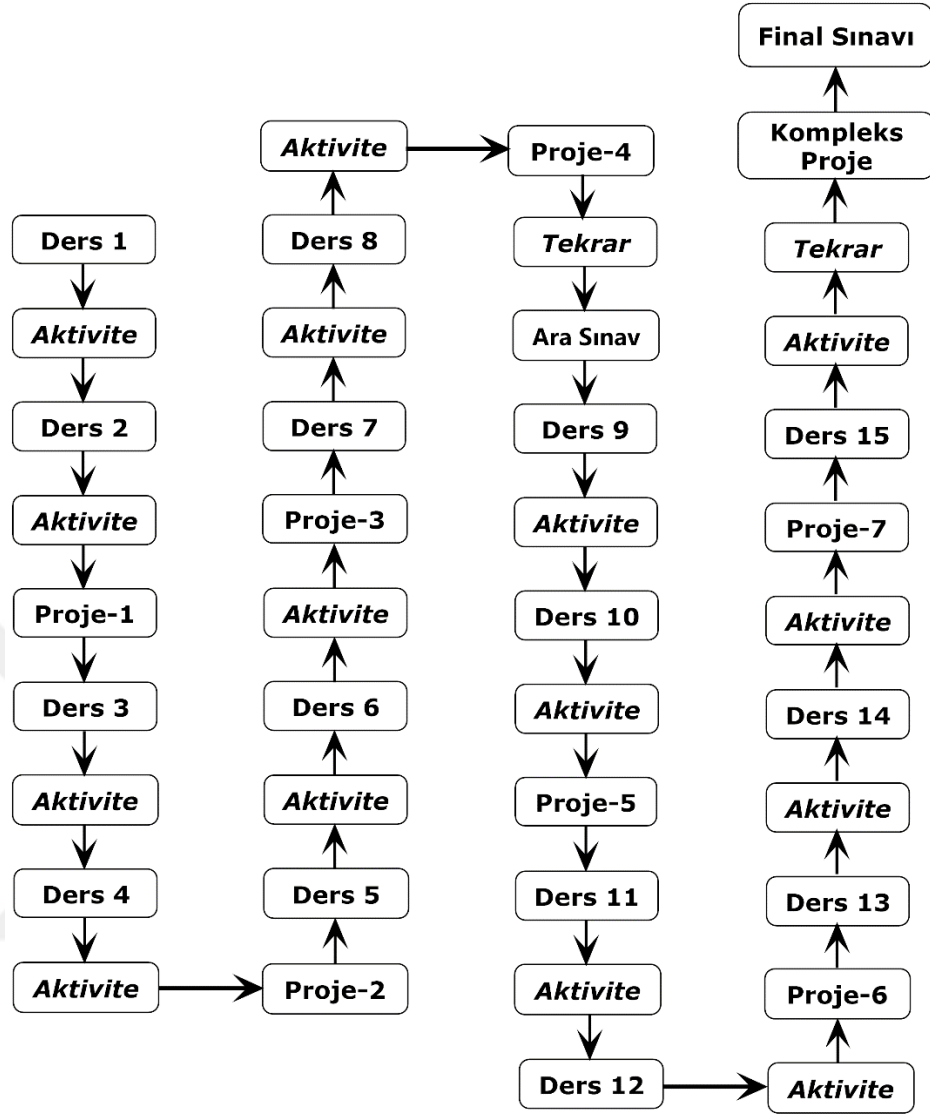 Ders 1
Aktivite
Ders 2
Aktivite
Proje-1
Ders 3
Aktivite
Ders 4
Aktivite
Proje-2
Ders 5
Aktivite
Ders 6
Aktivite
Proje-3
Ders 7
Aktivite
Ders 8
Aktivite
Proje-4
Tekrar
Ara Sınav
Ders 9
Aktivite
Ders 10
Aktivite
Proje-5
Ders 11
Aktivite
Ders 12
Aktivite
Proje-6
Ders 13
Aktivite
Ders 14
Aktivite
Proje-7
Ders 15
Aktivite
Tekrar
Kompleks
Proje
Final Sınavı